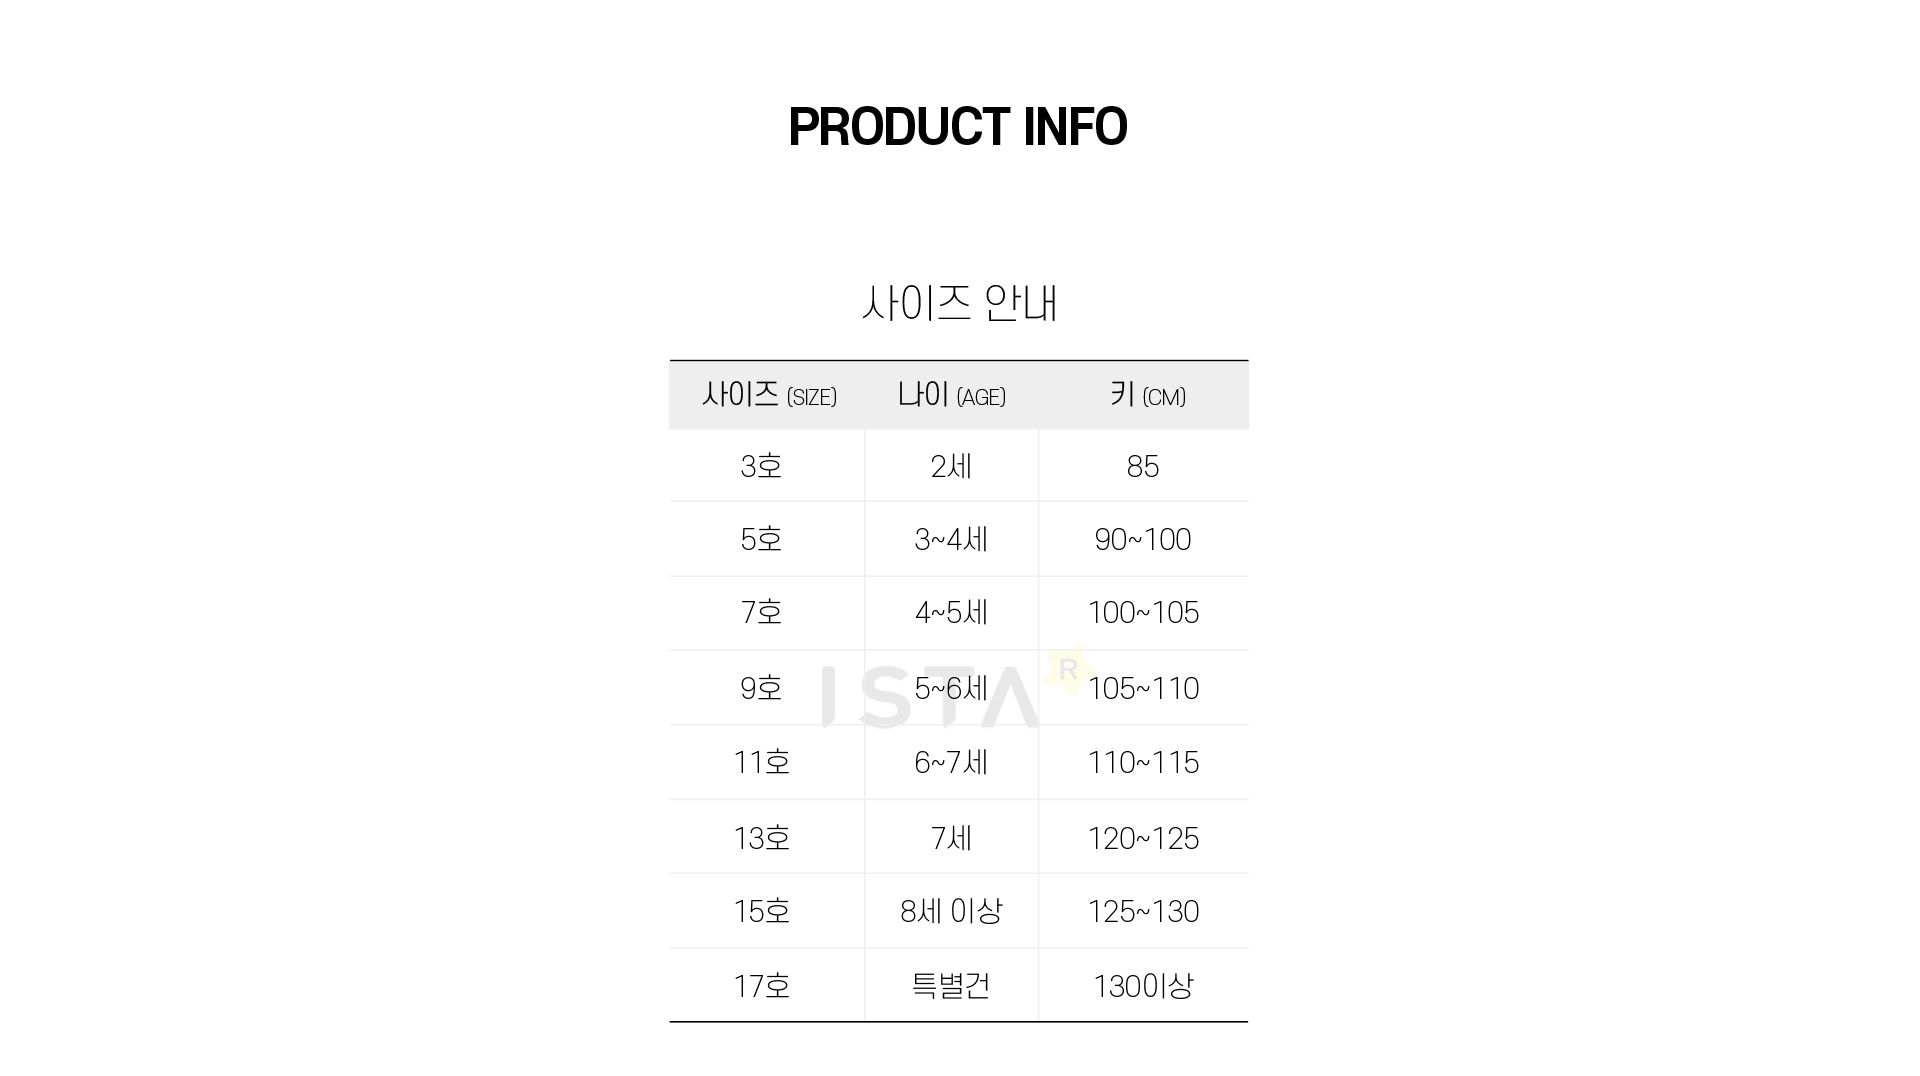 PRODUCT INFO
사이즈 안내
사이즈 (SIZE) 나이 (AGE) 키 (CM)
3호 2세 85
5호 3~4세 90~100
7호 4~5세 100~105
9호 5~6세 105~110
ISTAR
11호 6~7세 110~115
13호 7세 120~125
15호 8세 이상 125~130
17호 특별건 130이상